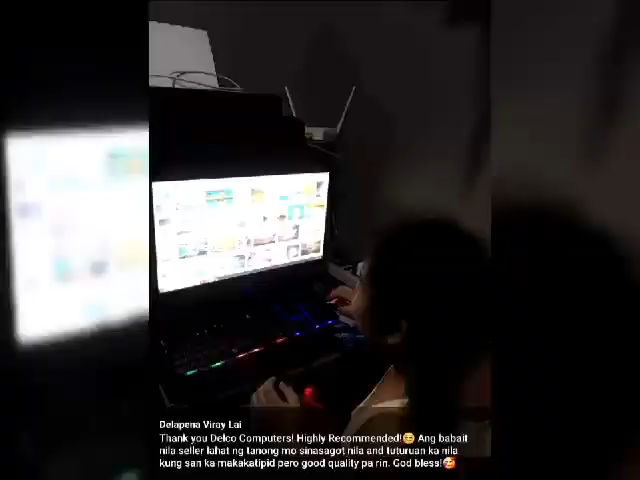 Delapena Viray Lai
Thank you Delco Computers! Highly Recommended!😊 Ang babait
nila seller lahat ng tanong mo sinasagot nila and tuturuan ka nila
kung san ka makakatipid pero good quality pa rin. God bless!🥰